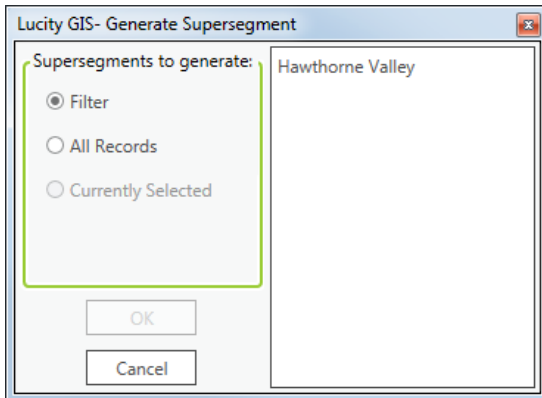 Lucity GIS- Generate Supersegment
Supersegments to generate:
Filter
All Records
Currently Selected
OK
Cancel
Hawthorne Valley